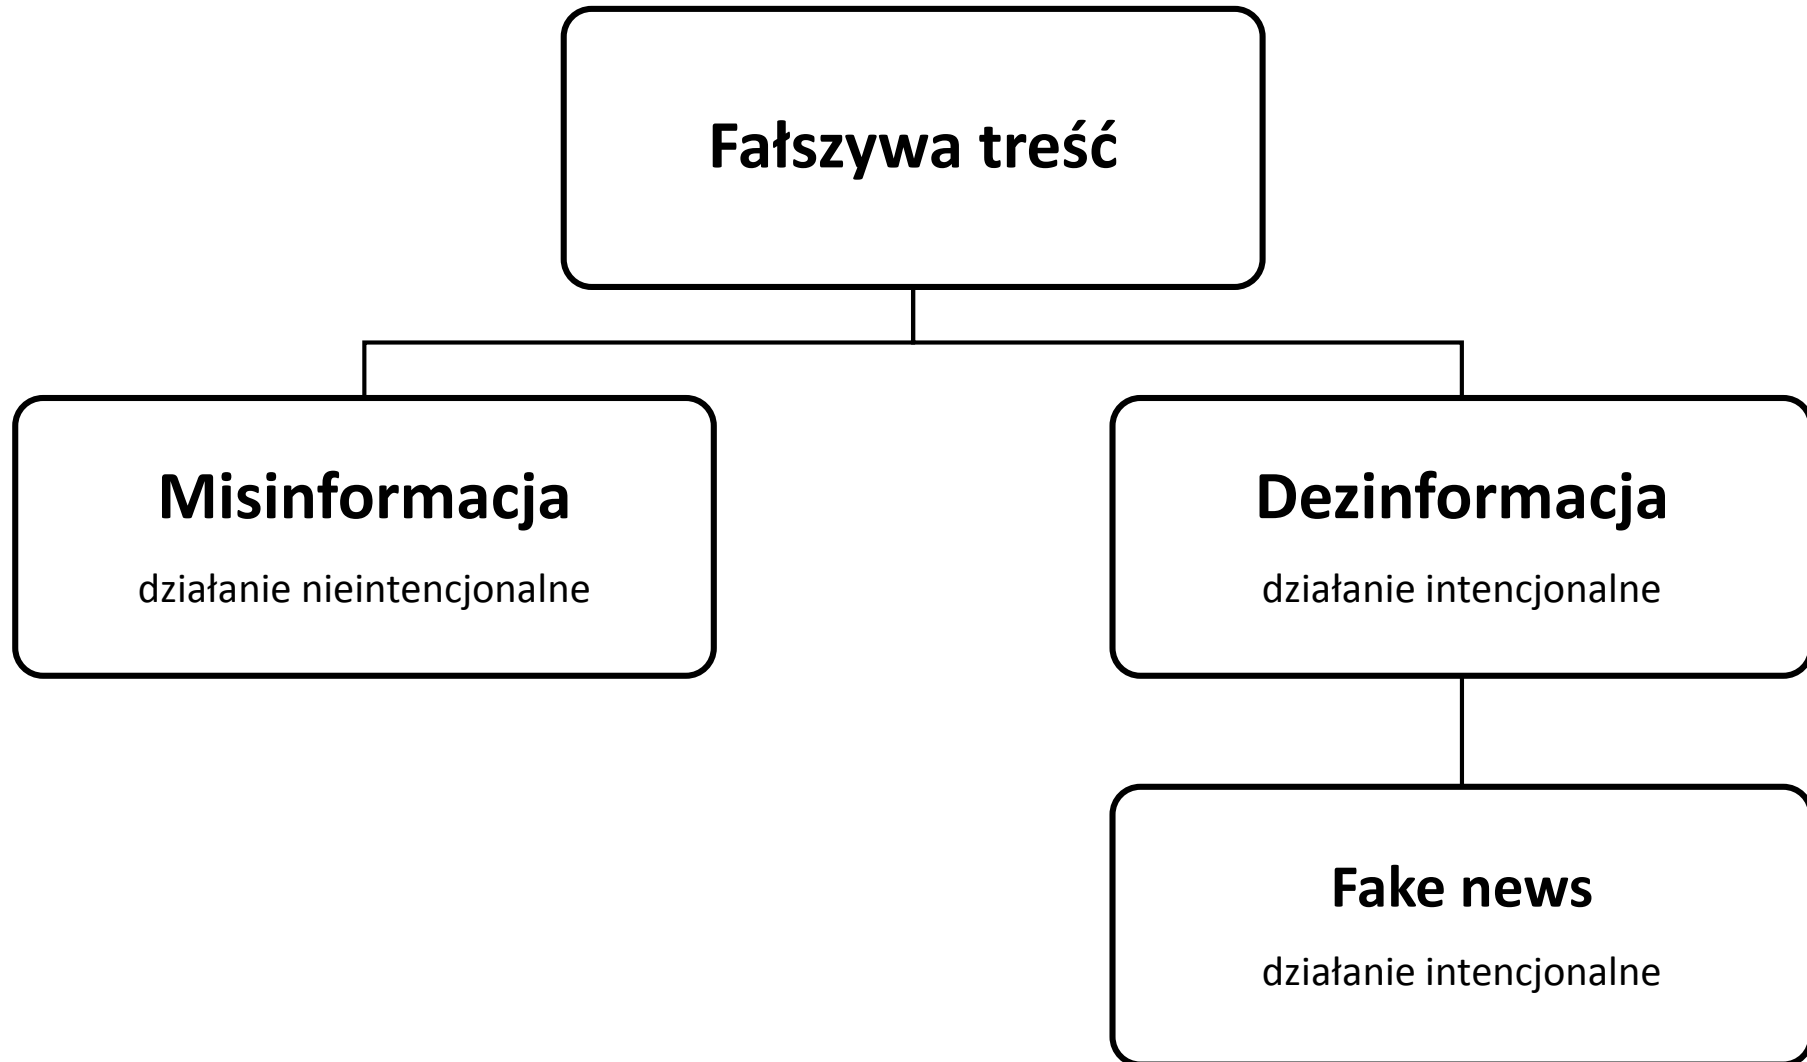 Fałszywa treść
Misinformacja
działanie nieintencjonalne
Dezinformacja
działanie intencjonalne
Fake news
działanie intencjonalne